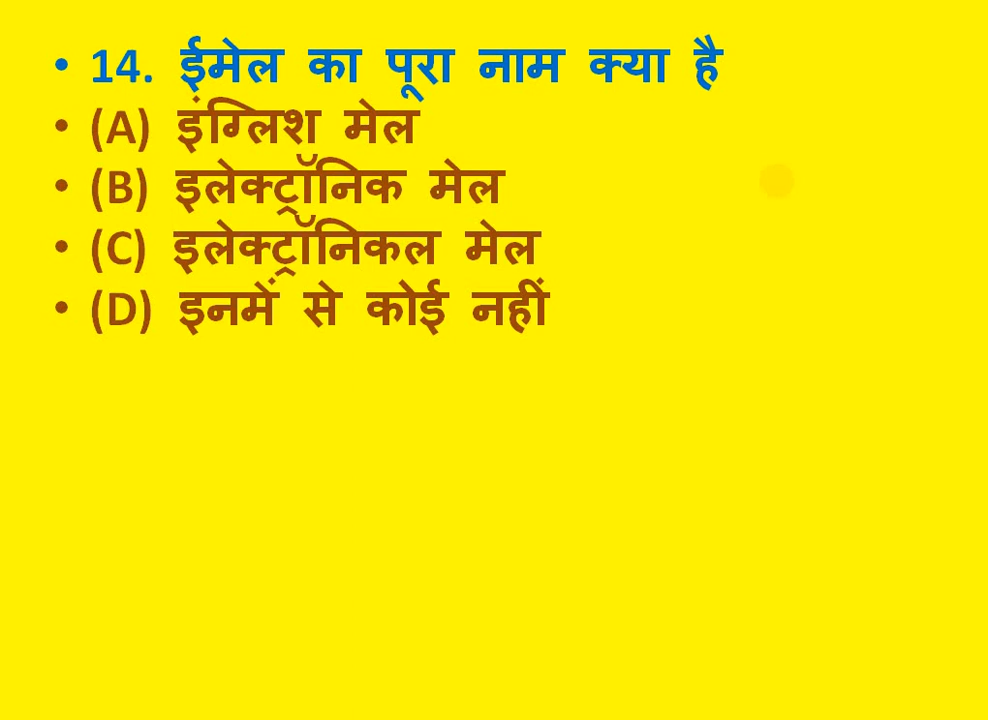 • 14. ईमेल का पूरा नाम क्या है
• (A) इंग्लिश मेल
• (B) इलेक्ट्रॉनिक मेल
• (C) इलेक्ट्रॉनिकल मेल
• (D) इनमें से कोई नहीं